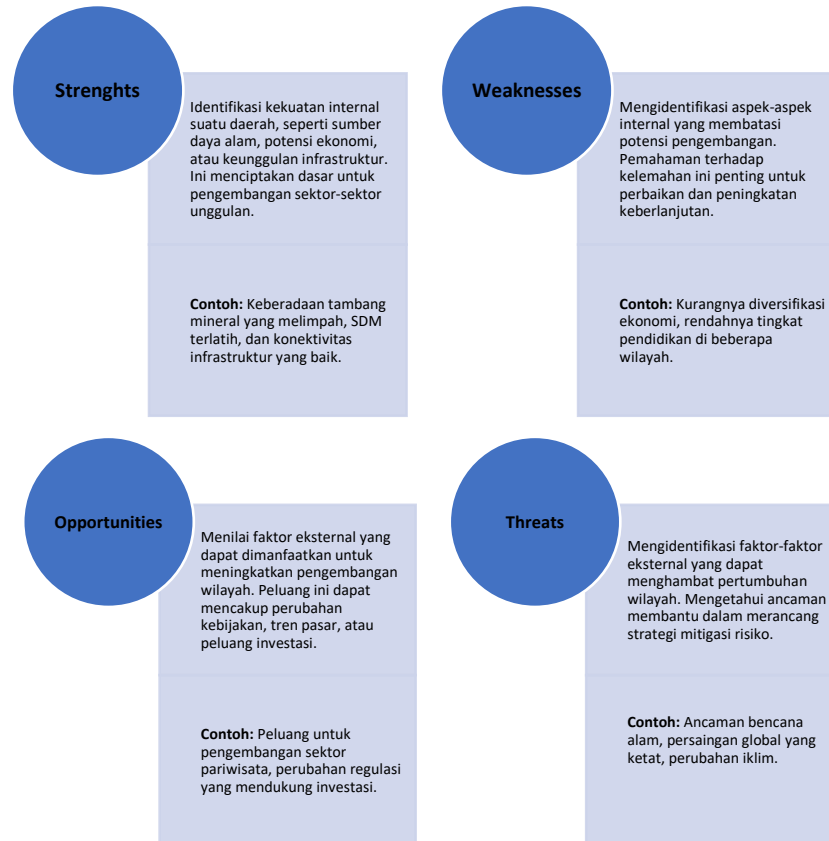 Strenghts
Identifikasi kekuatan internal
suatu daerah, seperti sumber
daya alam, potensi ekonomi,
atau keunggulan infrastruktur.
Ini menciptakan dasar untuk
pengembangan sektor-sektor
unggulan.
Contoh: Keberadaan tambang
mineral yang melimpah, SDM
terlatih, dan konektivitas
infrastruktur yang baik.
Weaknesses
Mengidentifikasi aspek-aspek
internal yang membatasi
potensi pengembangan.
Pemahaman terhadap
kelemahan ini penting untuk
perbaikan dan peningkatan
keberlanjutan.
Contoh: Kurangnya diversifikasi
ekonomi, rendahnya tingkat
pendidikan di beberapa
wilayah.
Opportunities
Menilai faktor eksternal yang
dapat dimanfaatkan untuk
meningkatkan pengembangan
wilayah. Peluang ini dapat
mencakup perubahan
kebijakan, tren pasar, atau
peluang investasi.
Contoh: Peluang untuk
pengembangan sektor
pariwisata, perubahan regulasi
yang mendukung investasi.
Threats
Mengidentifikasi faktor-faktor
eksternal yang dapat
menghambat pertumbuhan
wilayah. Mengetahui ancaman
membantu dalam merancang
strategi mitigasi risiko.
Contoh: Ancaman bencana
alam, persaingan global yang
ketat, perubahan iklim.